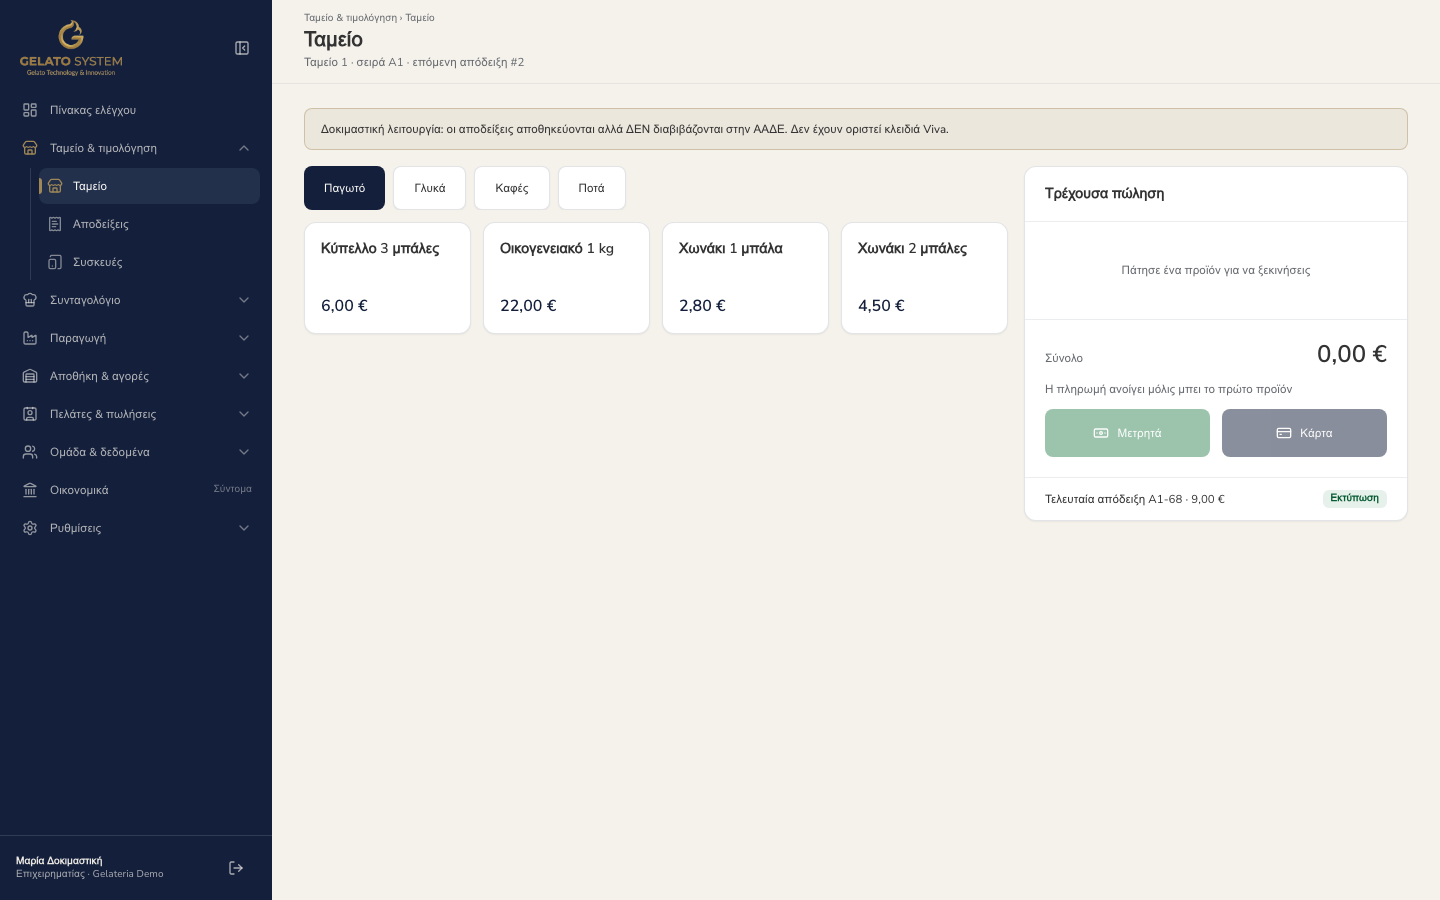 GELATO SYSTEM
Gelato Technology & Innovation
Πίνακας ελέγχου
Ταμείο & τιμολόγηση
Ταμείο
Αποδείξεις
Συσκευές
Συνταγολόγιο
Παραγωγή
Αποθήκη & αγορές
Πελάτες & πωλήσεις
Ομάδα & δεδομένα
Οικονομικά
Σύντομα
Ρυθμίσεις
Μαρία Δοκιμαστική
Επιχειρηματίας · Gelateria Demo
Ταμείο & τιμολόγηση › Ταμείο
Ταμείο
Ταμείο 1 · σειρά A1 · επόμενη απόδειξη #2
Δοκιμαστική λειτουργία: οι αποδείξεις αποθηκεύονται αλλά ΔΕΝ διαβιβάζονται στην ΑΑΔΕ. Δεν έχουν οριστεί κλειδιά Viva.
Παγωτό
Γλυκά
Καφές
Ποτά
Κύπελλο 3 μπάλες
6,00 €
Οικογενειακό 1 kg
22,00 €
Χωνάκι 1 μπάλα
2,80 €
Χωνάκι 2 μπάλες
4,50 €
Τρέχουσα πώληση
Πάτησε ένα προϊόν για να ξεκινήσεις
Σύνολο
0,00 €
Η πληρωμή ανοίγει μόλις μπει το πρώτο προϊόν
Μετρητά
Κάρτα
Τελευταία απόδειξη A1-68 · 9,00 €
Εκτύπωση